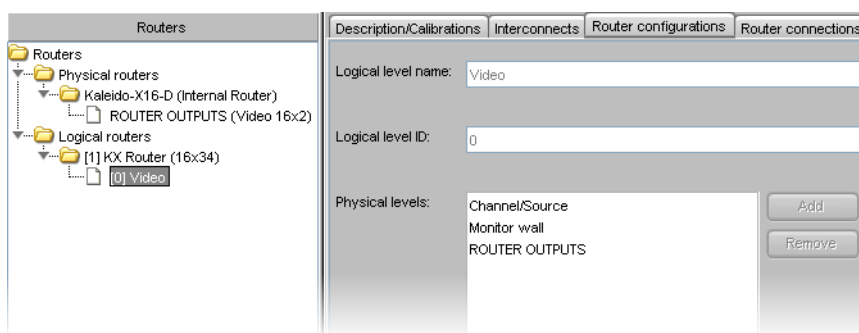 Routers
Routers
Physical routers
Kaleido-X16-D (Internal Router)
ROUTER OUTPUTS (Video 16x2)
Logical routers
[1] KX Router (16x34)
[0] Video
Description/Calibrations Interconnects Router configurations Router connections
Logical level name: Video
Logical level ID: 0
Physical levels: Channel/Source
Monitor wall
ROUTER OUTPUTS
Add
Remove